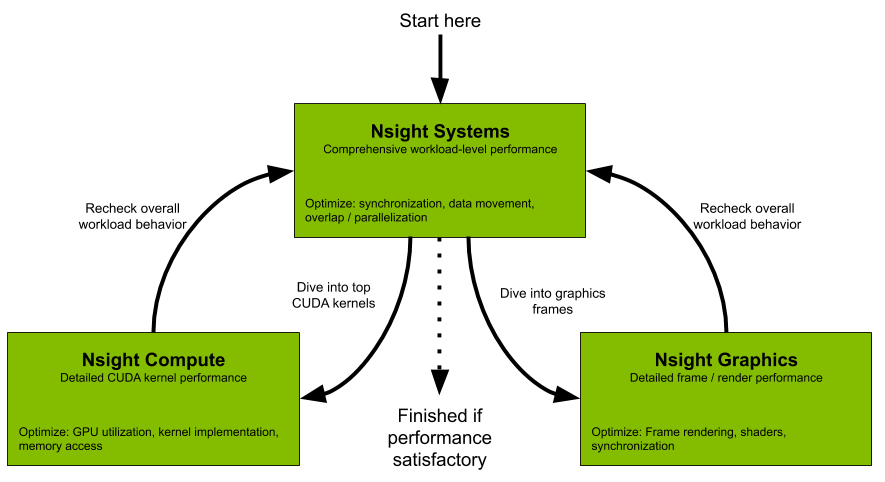 Start here
Nsight Systems
Comprehensive workload-level performance
Optimize: synchronization, data movement,
overlap / parallelization
Recheck overall
workload behavior
Recheck overall
workload behavior
Dive into top
CUDA kernels
Dive into graphics
frames
Nsight Compute
Detailed CUDA kernel performance
Optimize: GPU utilization, kernel implementation,
memory access
Finished if
performance
satisfactory
Nsight Graphics
Detailed frame / render performance
Optimize: Frame rendering, shaders,
synchronization